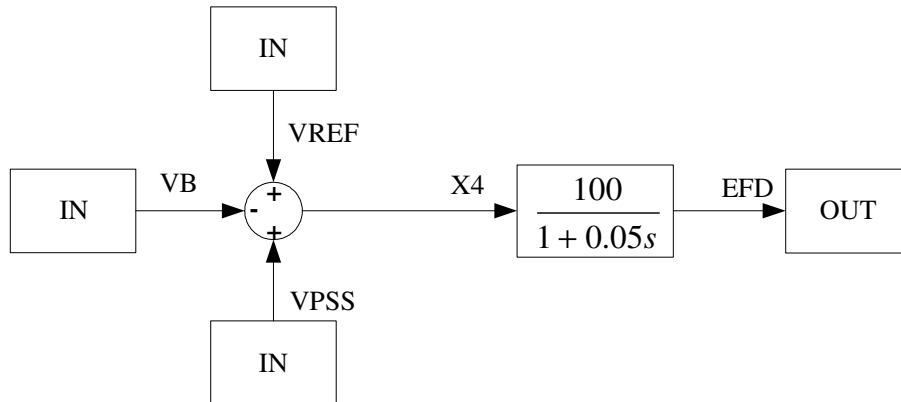 IN
VREF
IN
VB
+
-
+
X4
100
1 + 0.05s
EFD
OUT
VPSS
IN